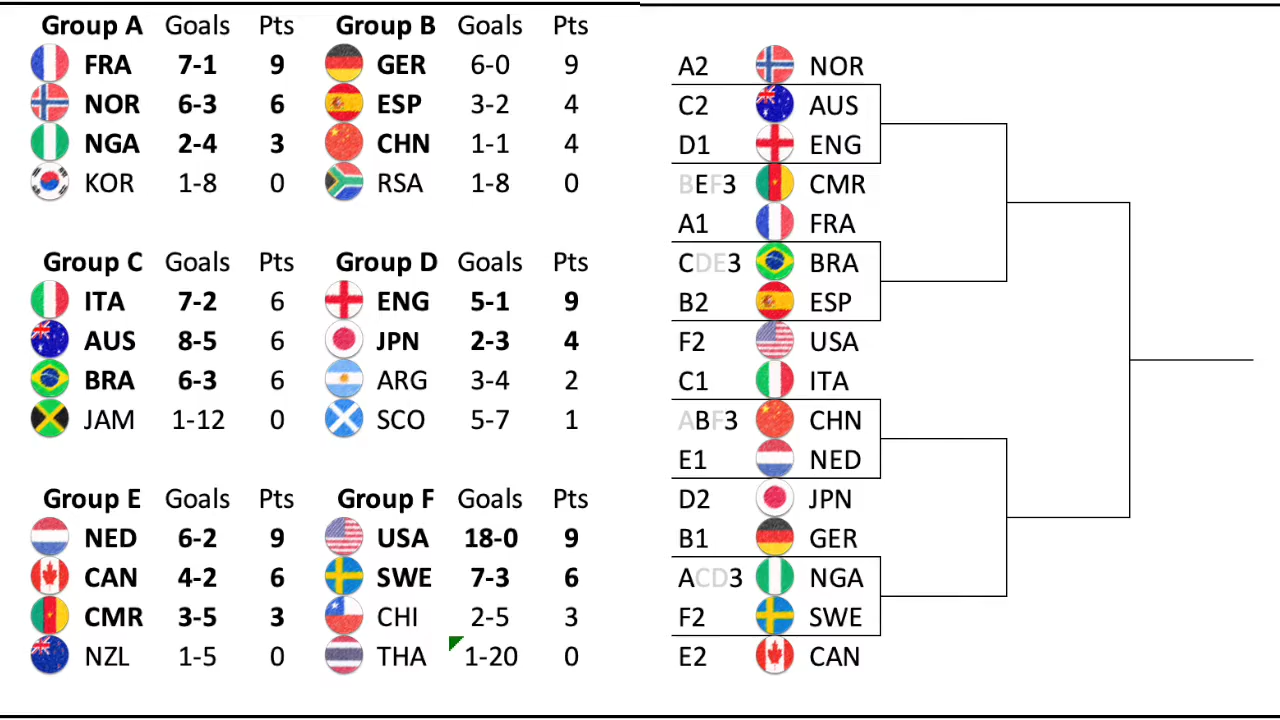 Group A Goals Pts Group B Goals Pts
FRA 7-1 9 GER 6-0 9
NOR 6-3 6 ESP 3-2 4
NGA 2-4 3 CHN 1-1 4
KOR 1-8 0 RSA 1-8 0
Group C Goals Pts Group D Goals Pts
ITA 7-2 6 ENG 5-1 9
AUS 8-5 6 JPN 2-3 4
BRA 6-3 6 ARG 3-4 2
JAM 1-12 0 SCO 5-7 1
Group E Goals Pts Group F Goals Pts
NED 6-2 9 USA 18-0 9
CAN 4-2 6 SWE 7-3 6
CMR 3-5 3 CHI 2-5 3
NZL 1-5 0 THA 1-20 0
A2 NOR
C2 AUS
D1 ENG
BEF3 CMR
A1 FRA
CDE3 BRA
B2 ESP
F2 USA
C1 ITA
ABF3 CHN
E1 NED
D2 JPN
B1 GER
ACD3 NGA
F2 SWE
E2 CAN